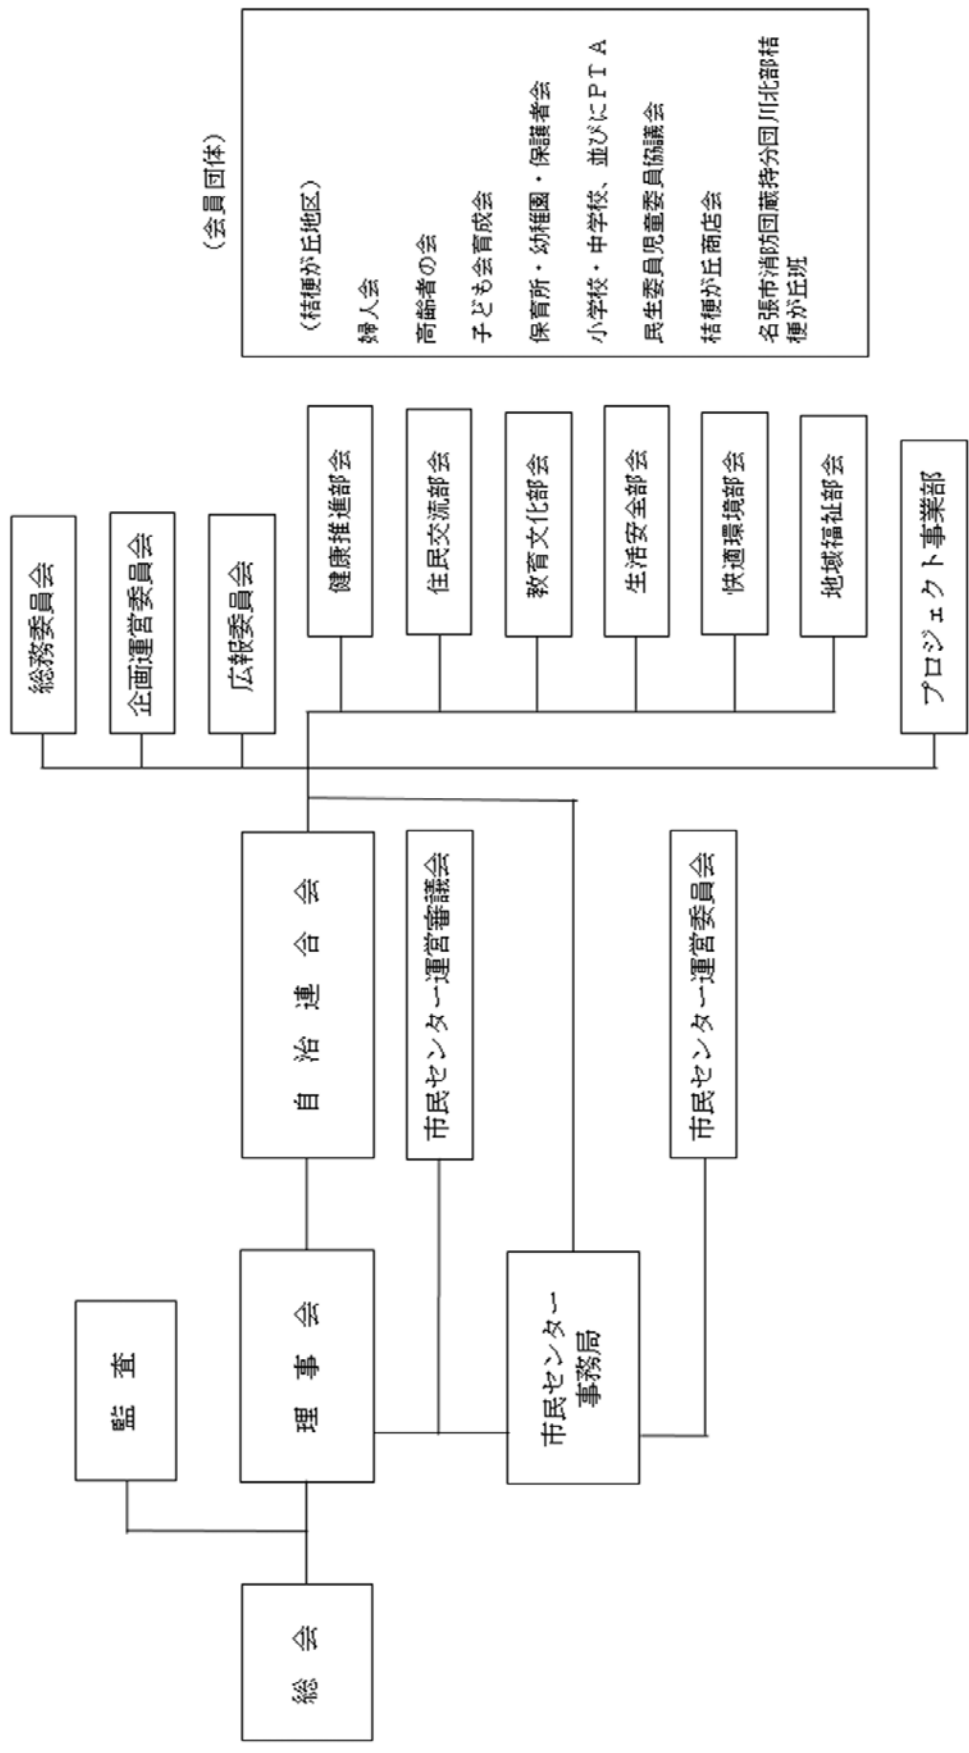 総 会
監 査
理 事 会
市民センター
事務局
自 治 連 合 会
市民センター運営審議会
市民センター運営委員会
総務委員会
企画運営委員会
広報委員会
健康推進部会
住民交流部会
教育文化部会
生活安全部会
快適環境部会
地域福祉部会
プロジェクト事業部
(会員団体)
(桔梗が丘地区)
婦人会
高齢者の会
子ども会育成会
保育所・幼稚園・保護者会
小学校・中学校、並びにPTA
民生委員児童委員協議会
桔梗が丘商店会
名張市消防団蔵持分団川北部桔
梗が丘班